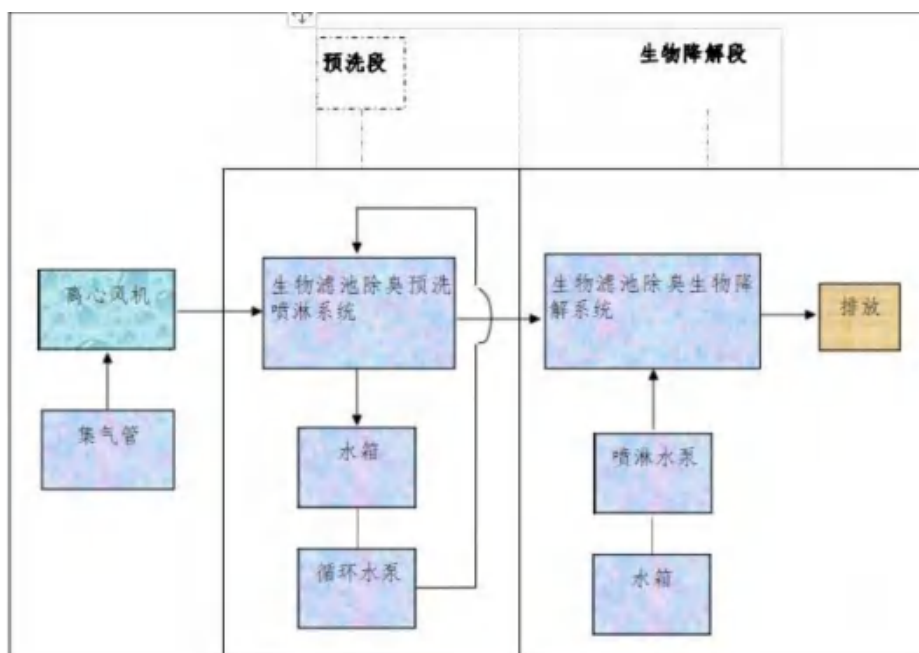 预洗段
生物降解段
离心风机
生物滤池除臭预洗
喷淋系统
生物滤池除臭生物降
解系统
排放
集气管
水箱
喷淋水泵
循环水泵
水箱